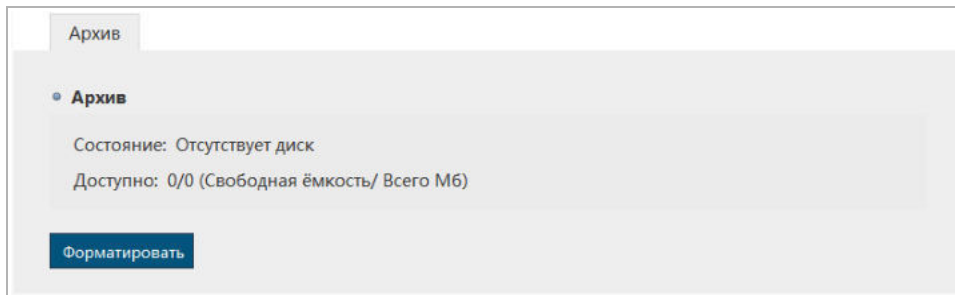 Архив
Архив
Состояние: Отсутствует диск
Доступно: 0/0 (Свободная ёмкость/ Всего Мб)
Форматировать